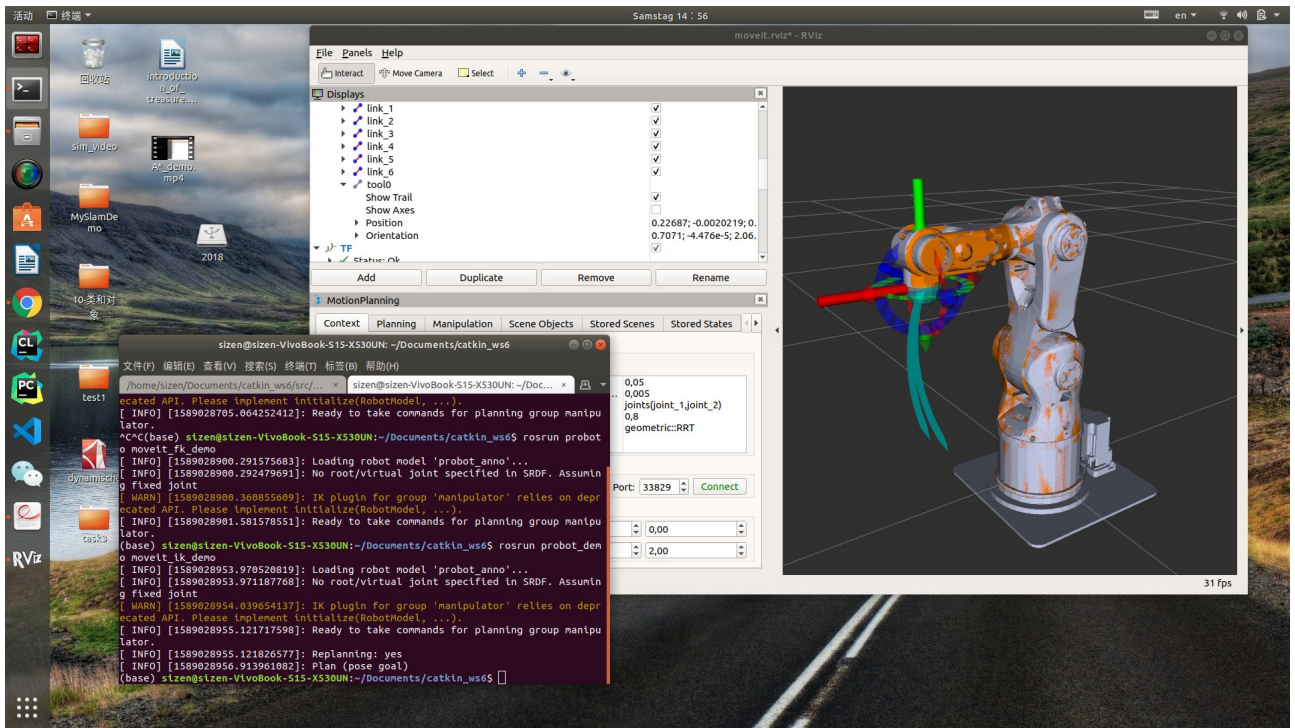 活动
终端
Samstag 14：56
en
moveit.rviz* - RViz
File Panels Help
Interact Move Camera Select
Displays
link_1
link_2
link_3
link_4
link_5
link_6
tool0
Show Trail
Show Axes
Position 0.22687; -0.0020219; 0.
Orientation 0.7071; -4.476e-5; 2.06.
TF
Status: Ok
Add Duplicate Remove Rename
MotionPlanning
Context Planning Manipulation Scene Objects Stored Scenes Stored States
0,05
0,005
joints(joint_1,joint_2)
0,8
geometric::RRT
Port: 33829 Connect
0,00
2,00
31 fps
回收站
introductio
n_of_
treasure....
sim_video
A*_demo.
mp4
MySlamDe
mo
2018
10-类和对
象
test1
dynamisch
task3
RViz
sizen@sizen-VivoBook-S15-X530UN: ~/Documents/catkin_ws6
文件(F) 编辑(E) 查看(V) 搜索(S) 终端(T) 标签(B) 帮助(H)
/home/sizen/Documents/catkin_ws6/src/... × sizen@sizen-VivoBook-S15-X530UN: ~/Doc... ×
ecated API. Please implement initialize(RobotModel, ...).
[ INFO] [1589028705.064252412]: Ready to take commands for planning group manipu
lator.
^C^C(base) sizen@sizen-VivoBook-S15-X530UN:~/Documents/catkin_ws6$ rosrun probot
o moveit_fk_demo
[ INFO] [1589028900.291575683]: Loading robot model 'probot_anno'...
[ INFO] [1589028900.292479691]: No root/virtual joint specified in SRDF. Assumin
g fixed joint
[ WARN] [1589028900.360855609]: IK plugin for group 'manipulator' relies on depr
ecated API. Please implement initialize(RobotModel, ...).
[ INFO] [1589028901.581578551]: Ready to take commands for planning group manipu
lator.
(base) sizen@sizen-VivoBook-S15-X530UN:~/Documents/catkin_ws6$ rosrun probot_dem
o moveit_ik_demo
[ INFO] [1589028953.970520819]: Loading robot model 'probot_anno'...
[ INFO] [1589028953.971187768]: No root/virtual joint specified in SRDF. Assumin
g fixed joint
[ WARN] [1589028954.039654137]: IK plugin for group 'manipulator' relies on depr
ecated API. Please implement initialize(RobotModel, ...).
[ INFO] [1589028955.121717598]: Ready to take commands for planning group manipu
lator.
[ INFO] [1589028955.121826577]: Replanning: yes
[ INFO] [1589028956.913961082]: Plan (pose goal)
(base) sizen@sizen-VivoBook-S15-X530UN:~/Documents/catkin_ws6$